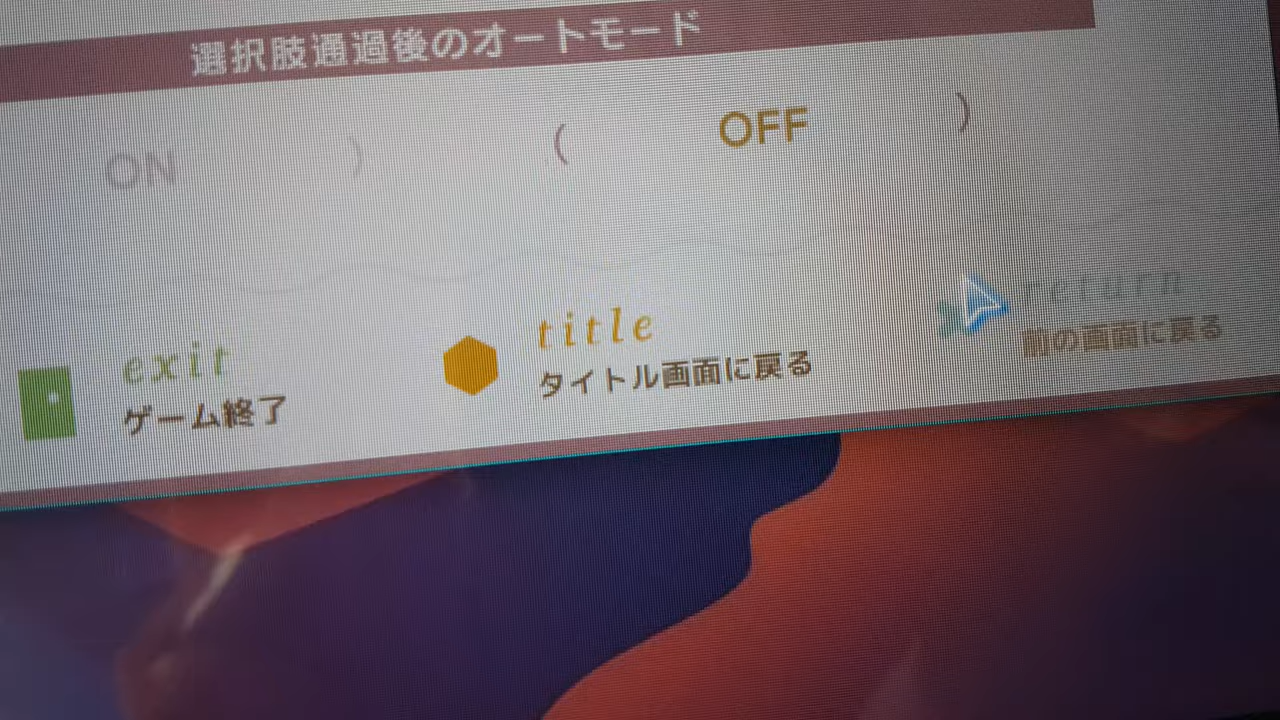 選択肢通過後のオートモード
ON ) ( OFF )
exit
ゲーム終了
title
タイトル画面に戻る
return
前の画面に戻る